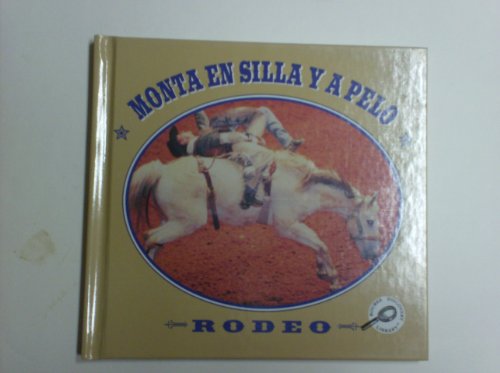 MONTA EN SILLA Y A PELO
RODEO